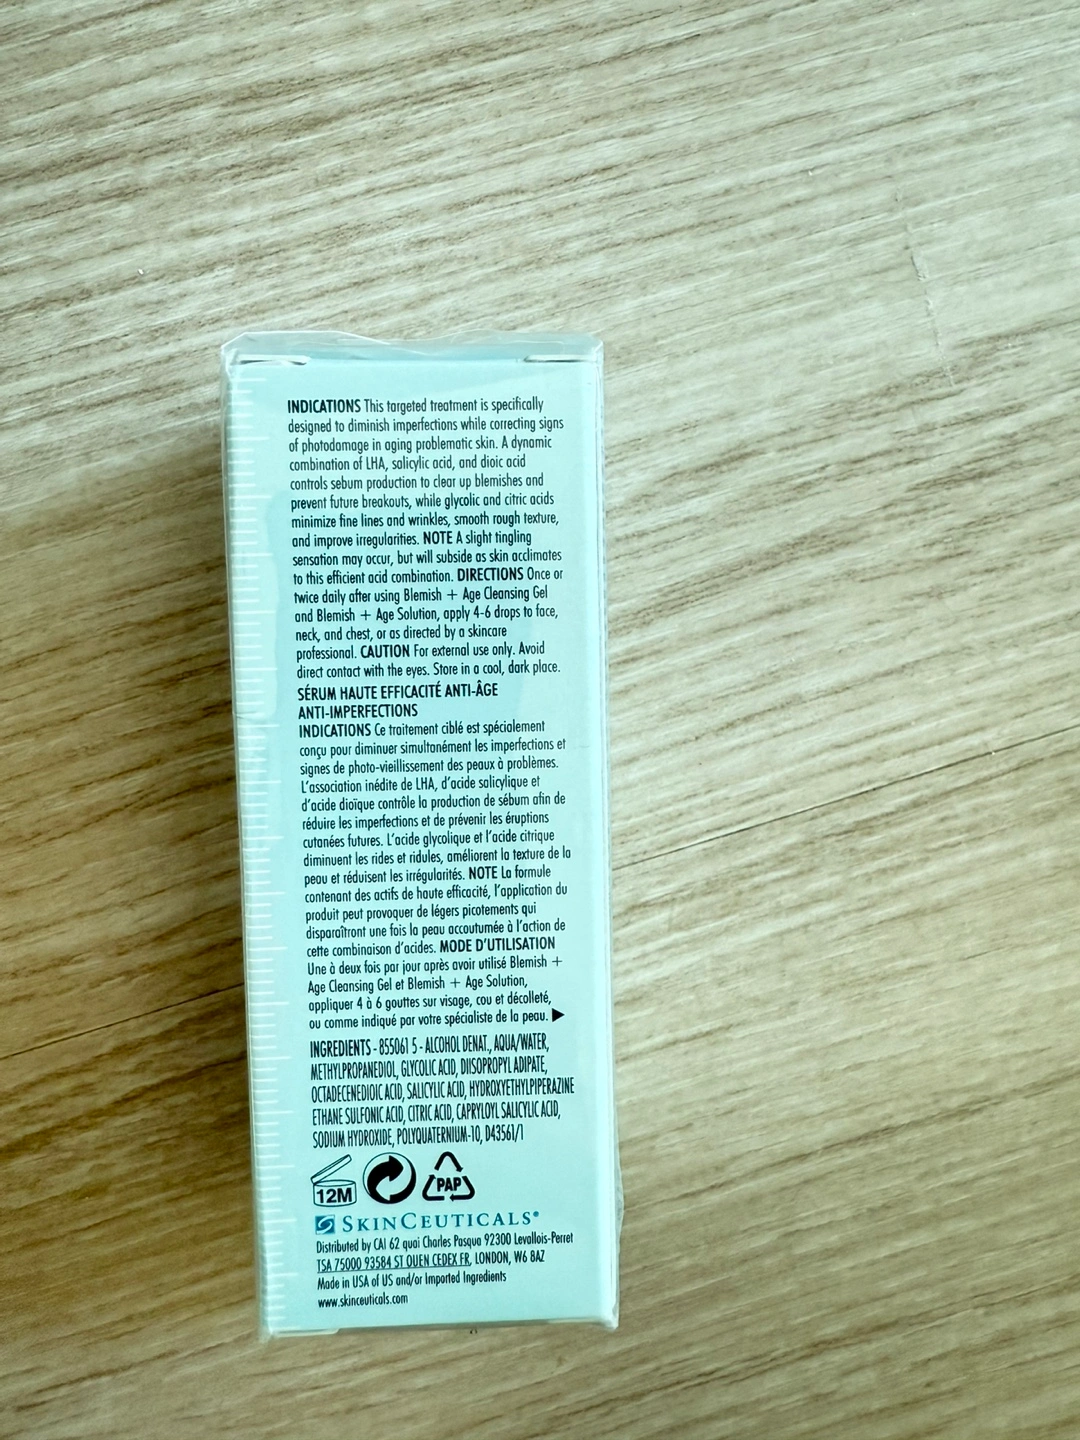 INDICATIONS This targeted treatment is specifically
designed to diminish imperfections while correcting signs
of photodamage in aging problematic skin. A dynamic
combination of LHA, salicylic acid, and dioic acid
controls sebum production to clear up blemishes and
prevent future breakouts, while glycolic and citric acids
minimize fine lines and wrinkles, smooth rough texture,
and improve irregularities. NOTE A slight tingling
sensation may occur, but will subside as skin acclimates
to this efficient acid combination. DIRECTIONS Once or
twice daily after using Blemish + Age Cleansing Gel
and Blemish + Age Solution, apply 4-6 drops to face,
neck, and chest, or as directed by a skincare
professional. CAUTION For external use only. Avoid
direct contact with the eyes. Store in a cool, dark place.
SÉRUM HAUTE EFFICACITÉ ANTI-ÂGE
ANTI-IMPERFECTIONS
INDICATIONS Ce traitement ciblé est spécialement
conçu pour diminuer simultanément les imperfections et
signes de photo-vieillissement des peaux à problèmes.
L'association inédite de LHA, d'acide salicylique et
d'acide dioïque contrôle la production de sébum afin de
réduire les imperfections et de prévenir les éruptions
cutanées futures. L'acide glycolique et l'acide citrique
diminuent les rides et ridules, améliorent la texture de la
peau et réduisent les irrégularités. NOTE La formule
contenant des actifs de haute efficacité, l'application du
produit peut provoquer de légers picotements qui
disparaîtront une fois la peau accoutumée à l'action de
cette combinaison d'acides. MODE D'UTILISATION
Une à deux fois par jour après avoir utilisé Blemish +
Age Cleansing Gel et Blemish + Age Solution,
appliquer 4 à 6 gouttes sur visage, cou et décolleté,
ou comme indiqué par votre spécialiste de la peau. ▶
INGREDIENTS - 855061 5 - ALCOHOL DENAT., AQUA/WATER,
METHYLPROPANEDIOL, GLYCOLIC ACID, DIISOPROPYL ADIPATE,
OCTADECENEDIOIC ACID, SALICYLIC ACID, HYDROXYETHYLPIPERAZINE
ETHANE SULFONIC ACID, CITRIC ACID, CAPRYLOYL SALICYLIC ACID,
SODIUM HYDROXIDE, POLYQUATERNIUM-10, D43561/1
12M PAP
SKINCEUTICALS®
Distributed by CAI 62 quai Charles Pasqua 92300 Levallois-Perret
TSA 75000 93584 ST OUEN CEDEX FR, LONDON, W6 8AZ
Made in USA of US and/or Imported Ingredients
www.skinceuticals.com